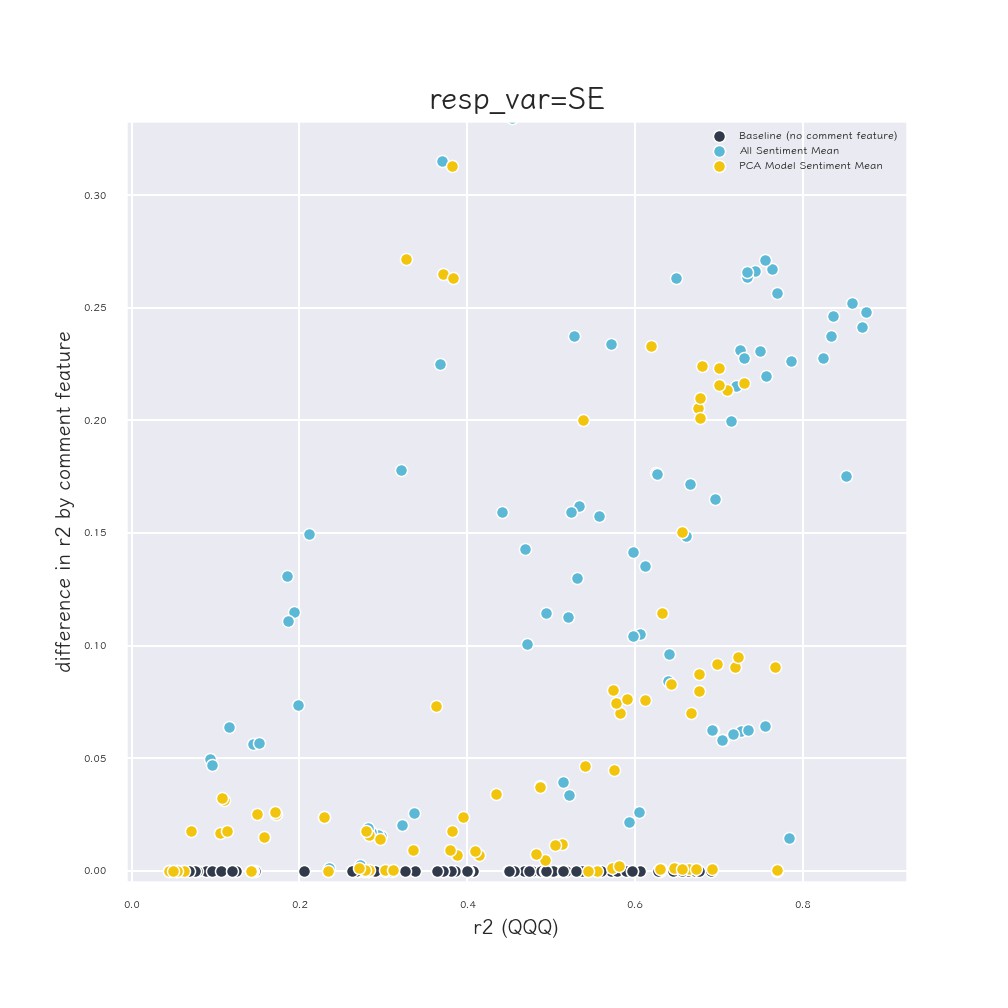 resp_var=SE
Baseline (no comment feature)
All Sentiment Mean
PCA Model Sentiment Mean
difference in r2 by comment feature
0.30
0.25
0.20
0.15
0.10
0.05
0.00
0.0 0.2 0.4 0.6 0.8
r2 (QQQ)